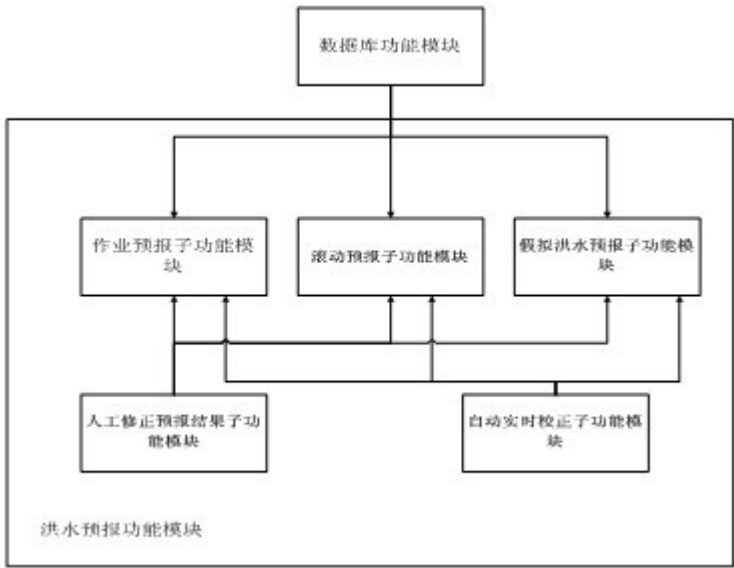 数据库功能模块
作业预报子功能模
块
滚动预报子功能模块
假拟洪水预报子功能模
块
人工修正预报结果子功
能模块
自动实时校正子功能模
块
洪水预报功能模块